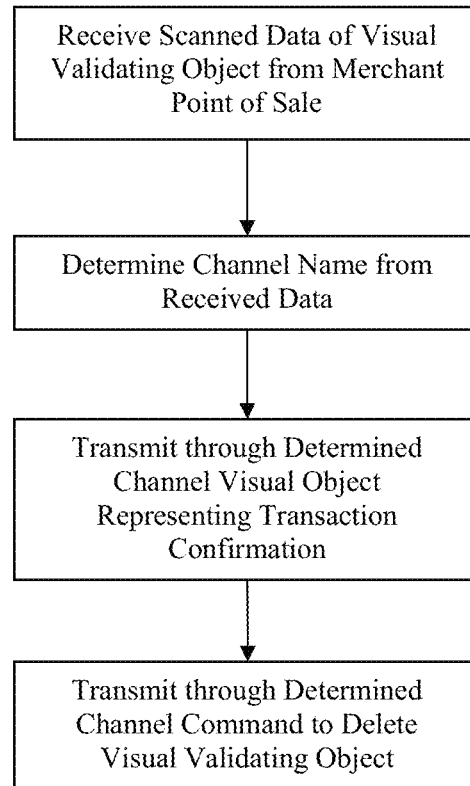 Receive Scanned Data of Visual
Validating Object from Merchant
Point of Sale
Determine Channel Name from
Received Data
Transmit through Determined
Channel Visual Object
Representing Transaction
Confirmation
Transmit through Determined
Channel Command to Delete
Visual Validating Object